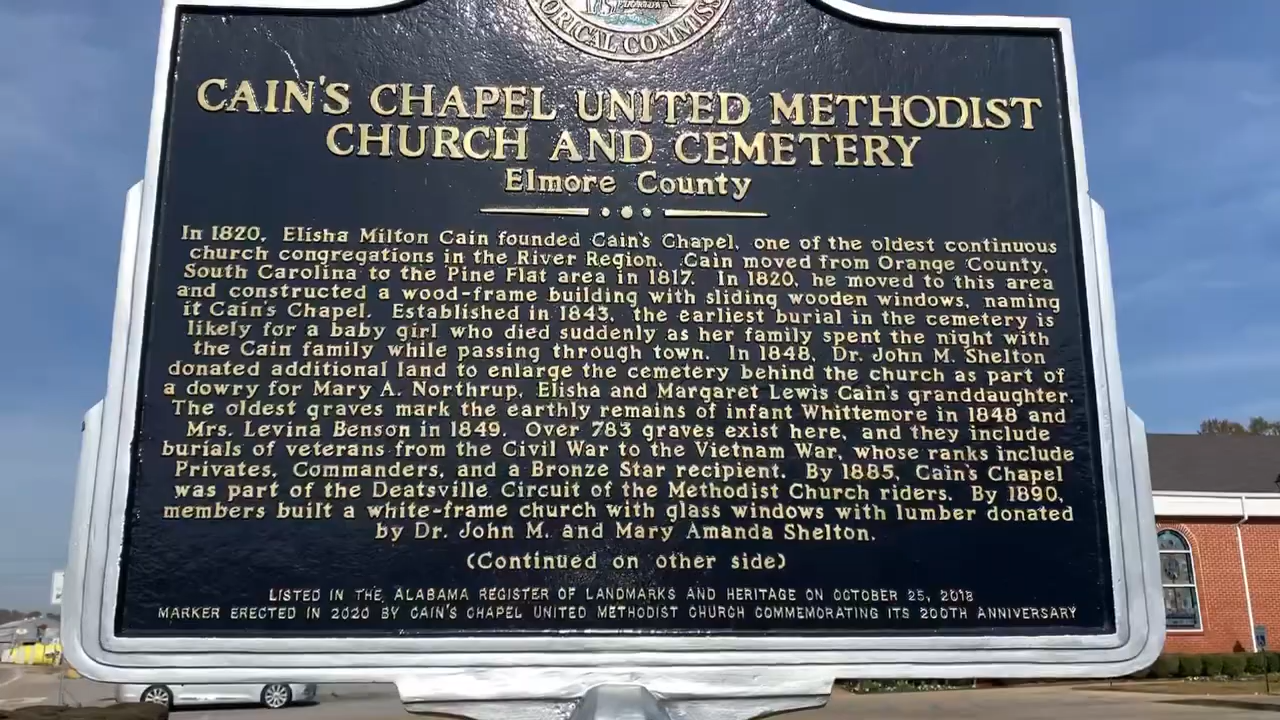 FLORIDA
ORICAL COMMISS
CAIN'S CHAPEL UNITED METHODIST
CHURCH AND CEMETERY
Elmore County
In 1820, Elisha Milton Cain founded Cain's Chapel, one of the oldest continuous
church congregations in the River Region. Cain moved from Orange County,
South Carolina to the Pine Flat area in 1817. In 1820, he moved to this area
and constructed a wood-frame building with sliding wooden windows, naming
it Cain's Chapel. Established in 1843, the earliest burial in the cemetery is
likely for a baby girl who died suddenly as her family spent the night with
the Cain family while passing through town. In 1848, Dr. John M. Shelton
donated additional land to enlarge the cemetery behind the church as part of
a dowry for Mary A. Northrup, Elisha and Margaret Lewis Cain's granddaughter.
The oldest graves mark the earthly remains of infant Whittemore in 1848 and
Mrs. Levina Benson in 1849. Over 783 graves exist here, and they include
burials of veterans from the Civil War to the Vietnam War, whose ranks include
Privates, Commanders, and a Bronze Star recipient. By 1885, Cain's Chapel
was part of the Deatsville Circuit of the Methodist Church riders. By 1890,
members built a white-frame church with glass windows with lumber donated
by Dr. John M. and Mary Amanda Shelton.
(Continued on other side)
LISTED IN THE ALABAMA REGISTER OF LANDMARKS AND HERITAGE ON OCTOBER 25, 2018
MARKER ERECTED IN 2020 BY CAIN'S CHAPEL UNITED METHODIST CHURCH COMMEMORATING ITS 200TH ANNIVERSARY